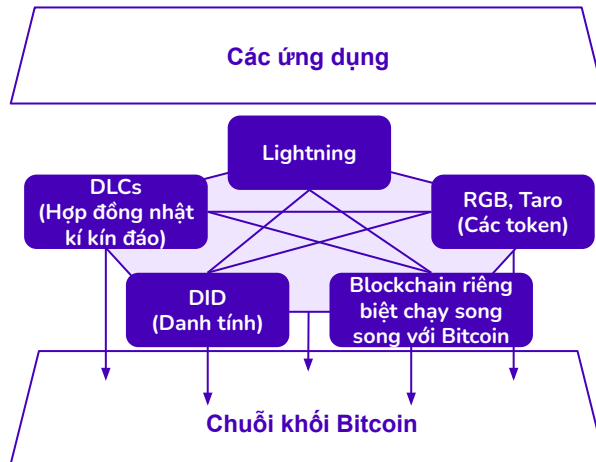 Các ứng dụng
Lightning
DLCs
(Hợp đồng nhật
kí kín đáo)
RGB, Taro
(Các token)
DID
(Danh tính)
Blockchain riêng
biệt chạy song
song với Bitcoin
Chuỗi khối Bitcoin